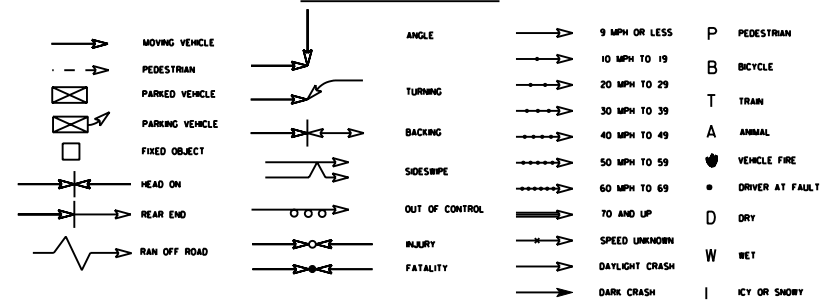 MOVING VEHICLE
PEDESTRIAN
PARKED VEHICLE
PARKING VEHICLE
FIXED OBJECT
HEAD ON
REAR END
RAN OFF ROAD
ANGLE
TURNING
BACKING
SIDESWIPE
OUT OF CONTROL
INJURY
FATALITY
9 MPH OR LESS
10 MPH TO 19
20 MPH TO 29
30 MPH TO 39
40 MPH TO 49
50 MPH TO 59
60 MPH TO 69
70 AND UP
SPEED UNKNOWN
DAYLIGHT CRASH
DARK CRASH
P PEDESTRIAN
B BICYCLE
T TRAIN
A ANIMAL
VEHICLE FIRE
DRIVER AT FAULT
D DRY
W WET
I ICY OR SNOWY